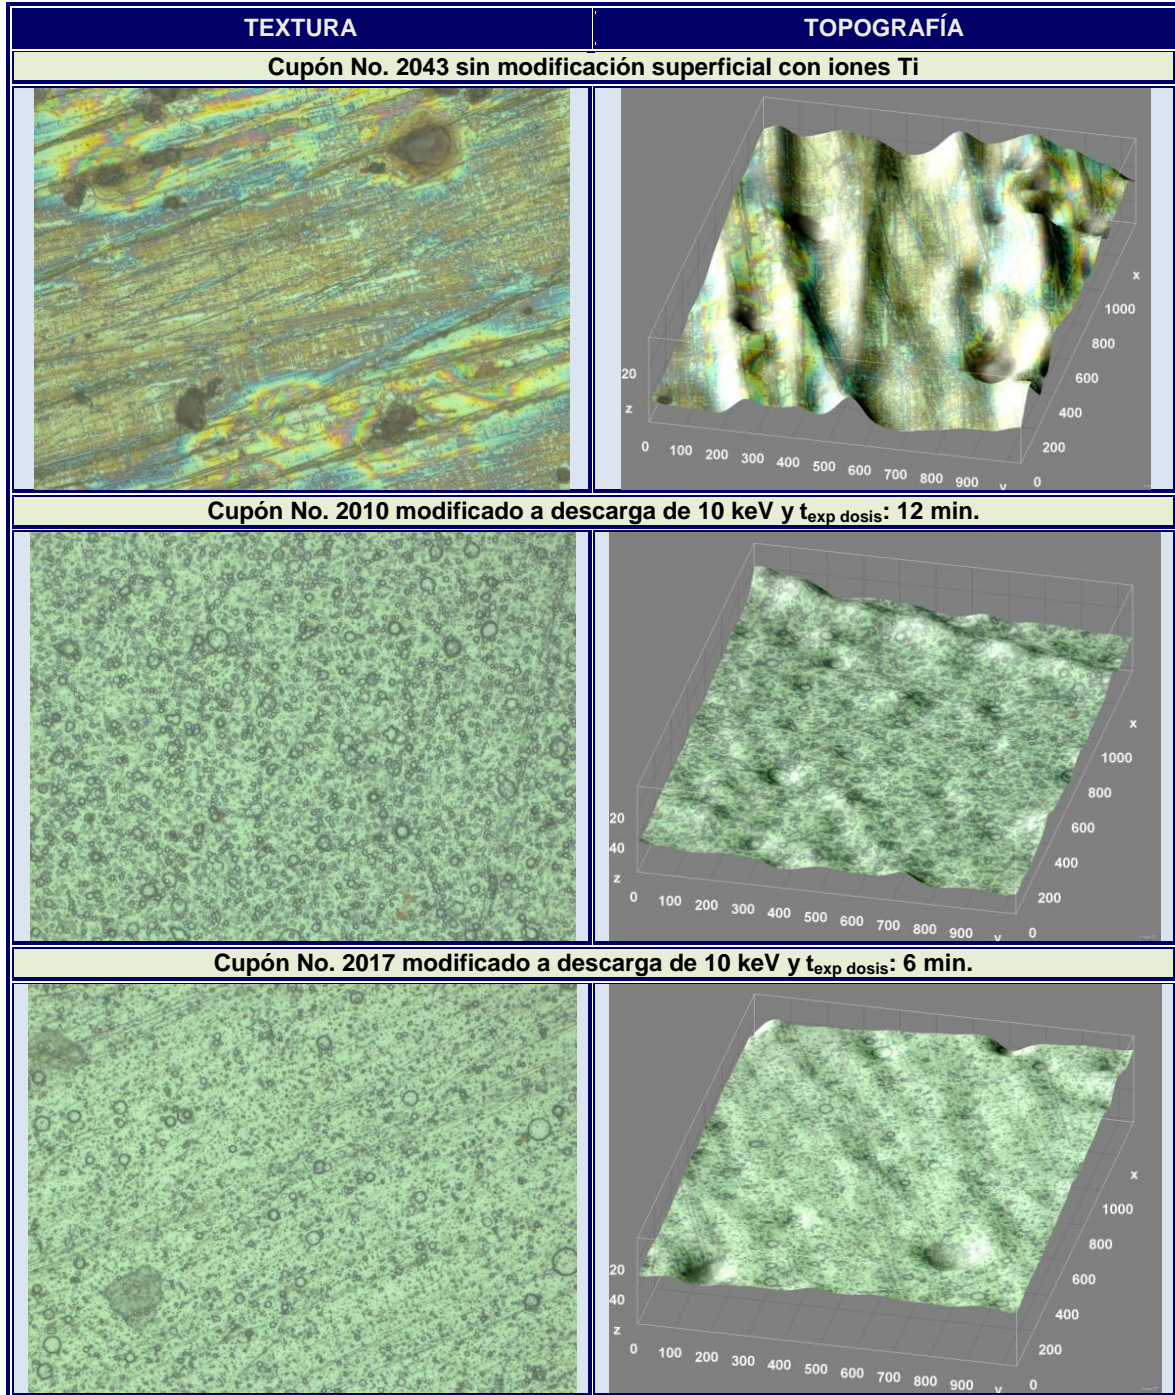 TEXTURA
TOPOGRAFÍA
Cupón No. 2043 sin modificación superficial con iones Ti
20
z
0 100 200 300 400 500 600 700 800 900 y 0
200
400
600
800
1000
x
Cupón No. 2010 modificado a descarga de 10 keV y t exp dosis: 12 min.
20
40
z
0 100 200 300 400 500 600 700 800 900 y 0
200
400
600
800
1000
x
Cupón No. 2017 modificado a descarga de 10 keV y t exp dosis: 6 min.
20
40
z
0 100 200 300 400 500 600 700 800 900 y 0
200
400
600
800
1000
x